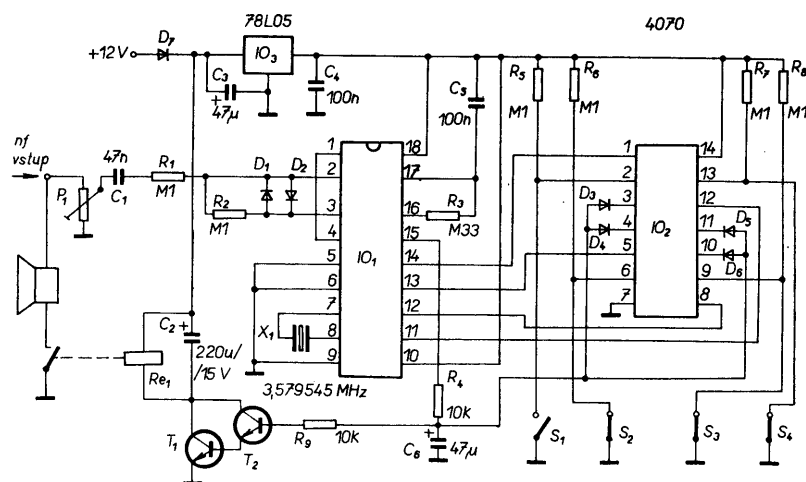 78L05
4070
+12V
D7
IO3
C3
+
47µ
C4
100n
C5
100n
R5
M1
R6
M1
R7
M1
R8
M1
nf
vstup
P1
47n
C1
R1
M1
R2
M1
D1
D2
1
2
3
4
5
6
7
8
9
18
17
16
15
14
13
12
11
10
IO1
R3
M33
X1
3,579545 MHz
1
2
3
4
5
6
7
14
13
12
11
10
9
8
IO2
D3
D4
D5
D6
C2
+
220u/
/15 V
Re1
R4
10K
T1
T2
R9
10k
+
C6
47µ
S1
S2
S3
S4